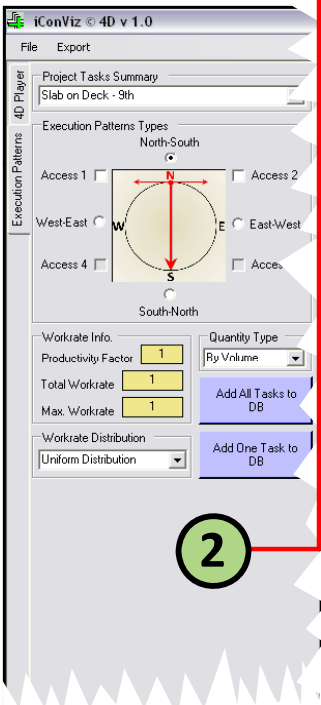 iConViz © 4D v 1.0
File Export
4D Player
Execution Patterns
Project Tasks Summary
Slab on Deck - 9th
Execution Patterns Types
North-South
Access 1
N
Access 2
West-East
W
E
East-West
Access 4
S
South-North
Workrate Info.
Productivity Factor 1
Total Workrate 1
Max. Workrate 1
Quantity Type
By Volume
Add All Tasks to
DB
Workrate Distribution
Uniform Distribution
Add One Task to
DB
2